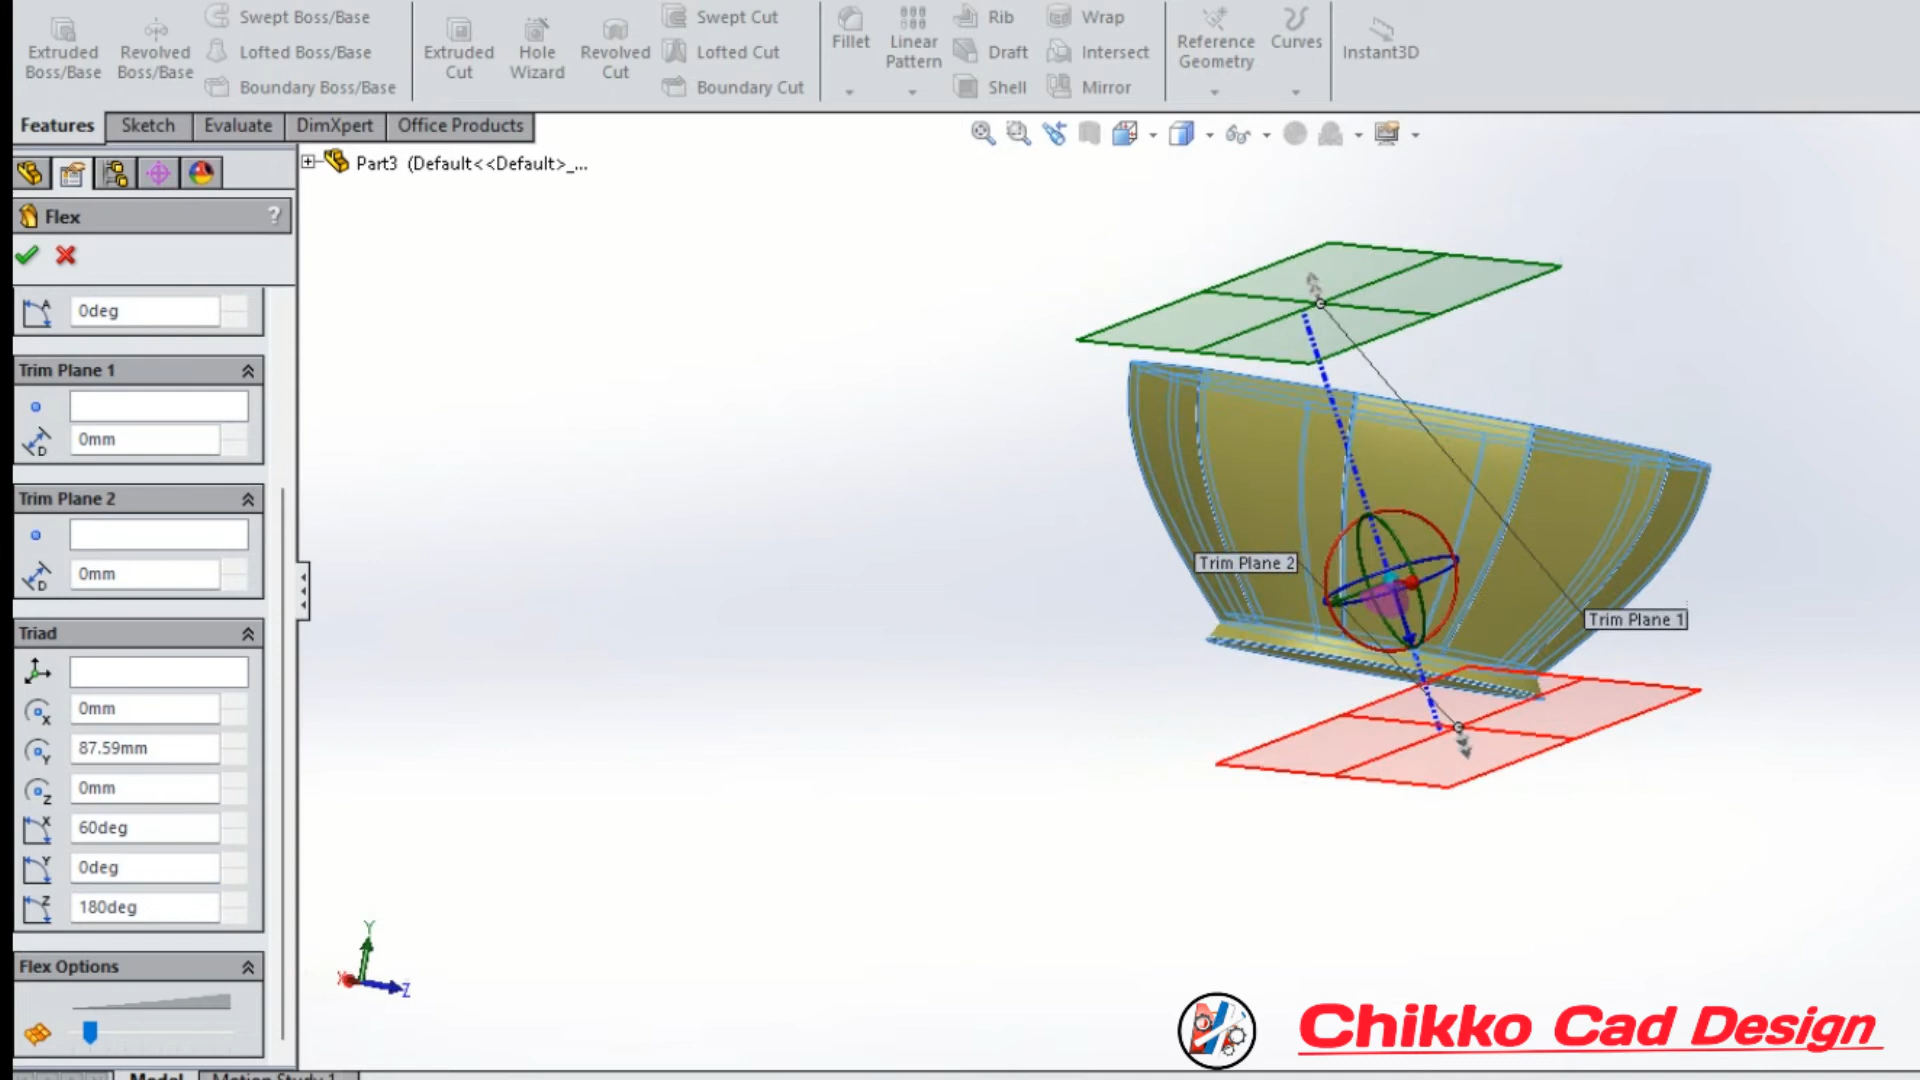 Extruded Boss/Base
Revolved Boss/Base
Swept Boss/Base
Lofted Boss/Base
Boundary Boss/Base
Extruded Cut
Hole Wizard
Revolved Cut
Swept Cut
Lofted Cut
Boundary Cut
Fillet
Linear Pattern
Rib
Draft
Shell
Wrap
Intersect
Mirror
Reference Geometry
Curves
Instant3D
Features
Sketch
Evaluate
DimXpert
Office Products
Part3 (Default<<Default>_...
Flex
?
A
0deg
Trim Plane 1
D
0mm
Trim Plane 2
D
0mm
Triad
X
0mm
Y
87.59mm
Z
0mm
X
60deg
Y
0deg
Z
180deg
Flex Options
Trim Plane 2
Trim Plane 1
Y
X
Z
Chikko Cad Design
Model
Motion Study 1